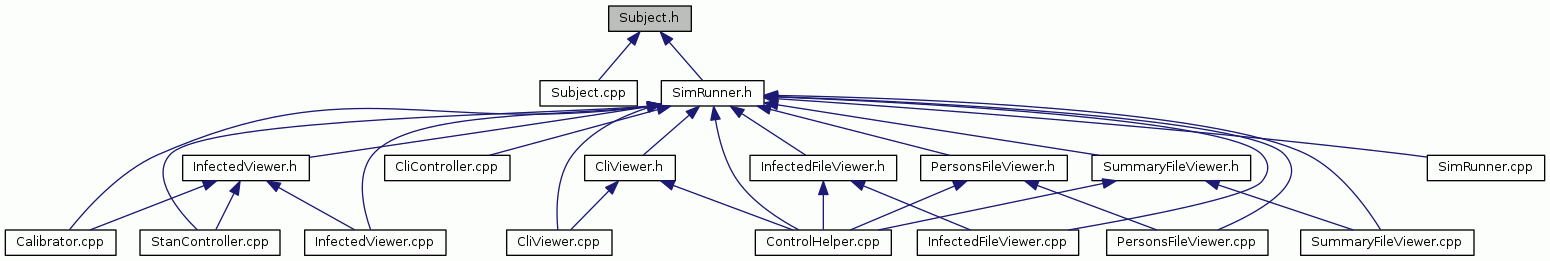 Subject.h
Subject.cpp
SimRunner.h
InfectedViewer.h
CliController.cpp
CliViewer.h
InfectedFileViewer.h
PersonsFileViewer.h
SummaryFileViewer.h
SimRunner.cpp
Calibrator.cpp
StanController.cpp
InfectedViewer.cpp
CliViewer.cpp
ControlHelper.cpp
InfectedFileViewer.cpp
PersonsFileViewer.cpp
SummaryFileViewer.cpp